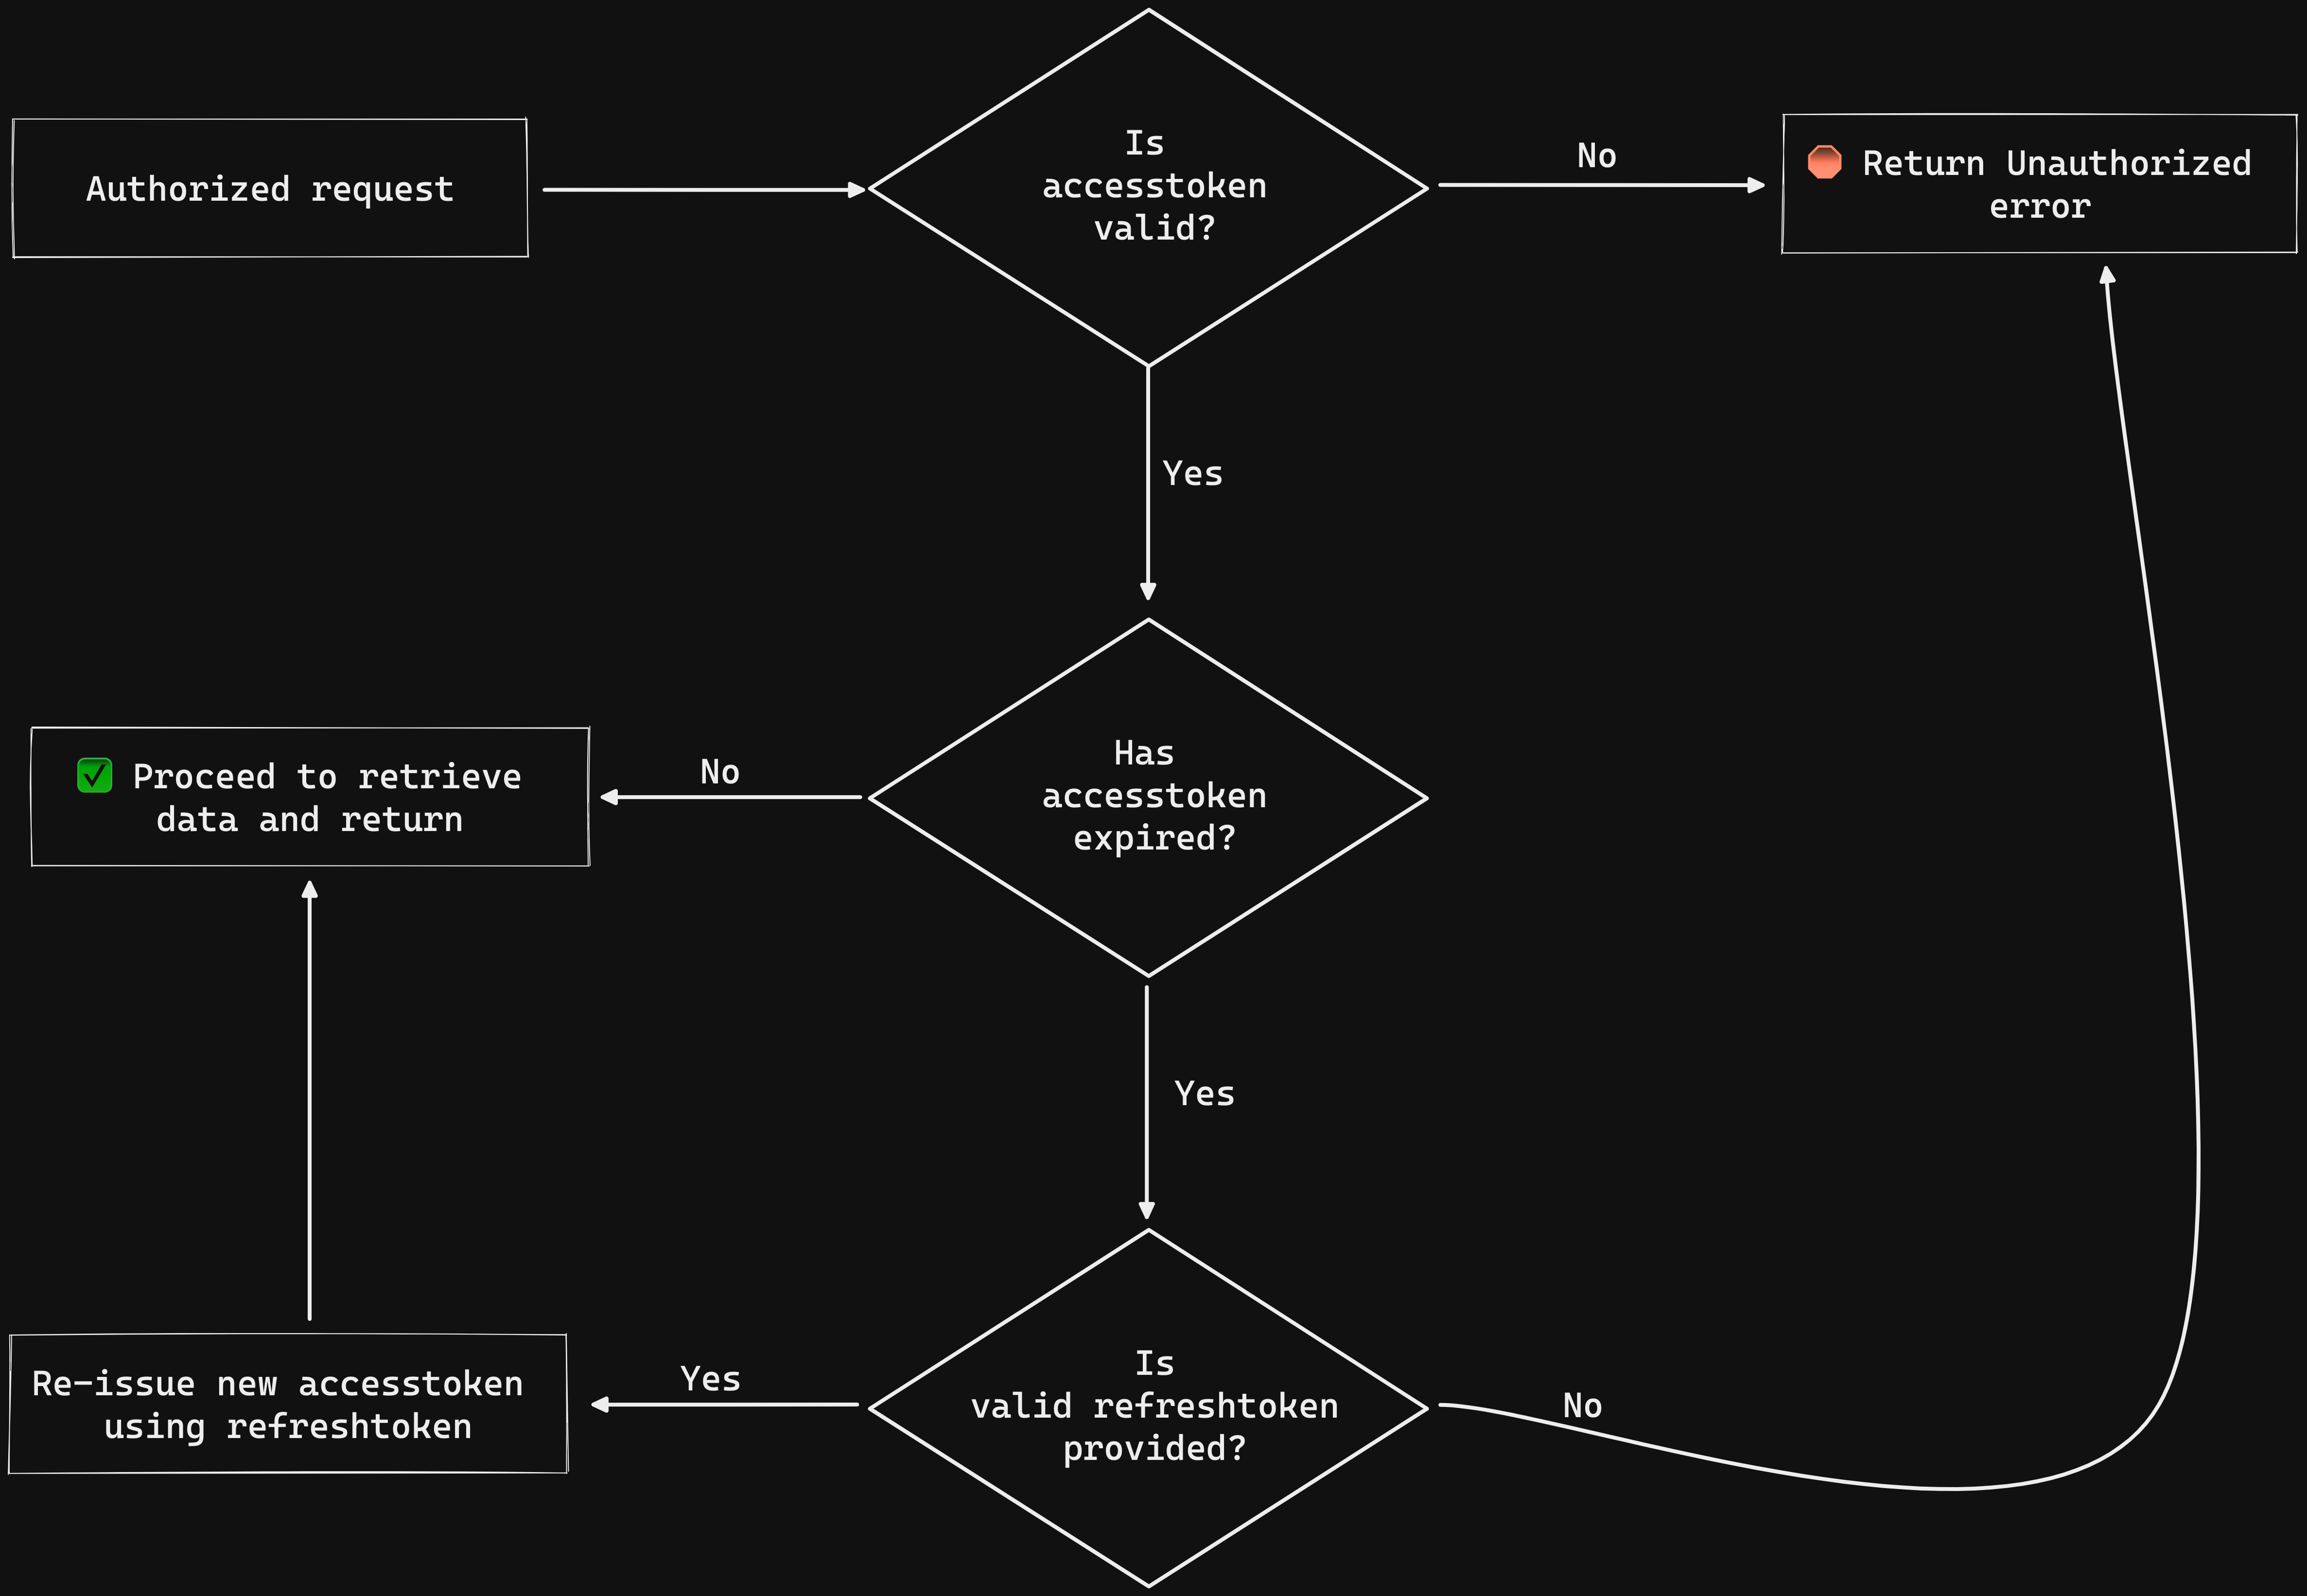 Is
accesstoken
valid?
Authorized request
No
🛑 Return Unauthorized
error
Yes
Has
accesstoken
expired?
✅ Proceed to retrieve
data and return
No
Yes
Is
valid refreshtoken
provided?
Re-issue new accesstoken
using refreshtoken
Yes
No